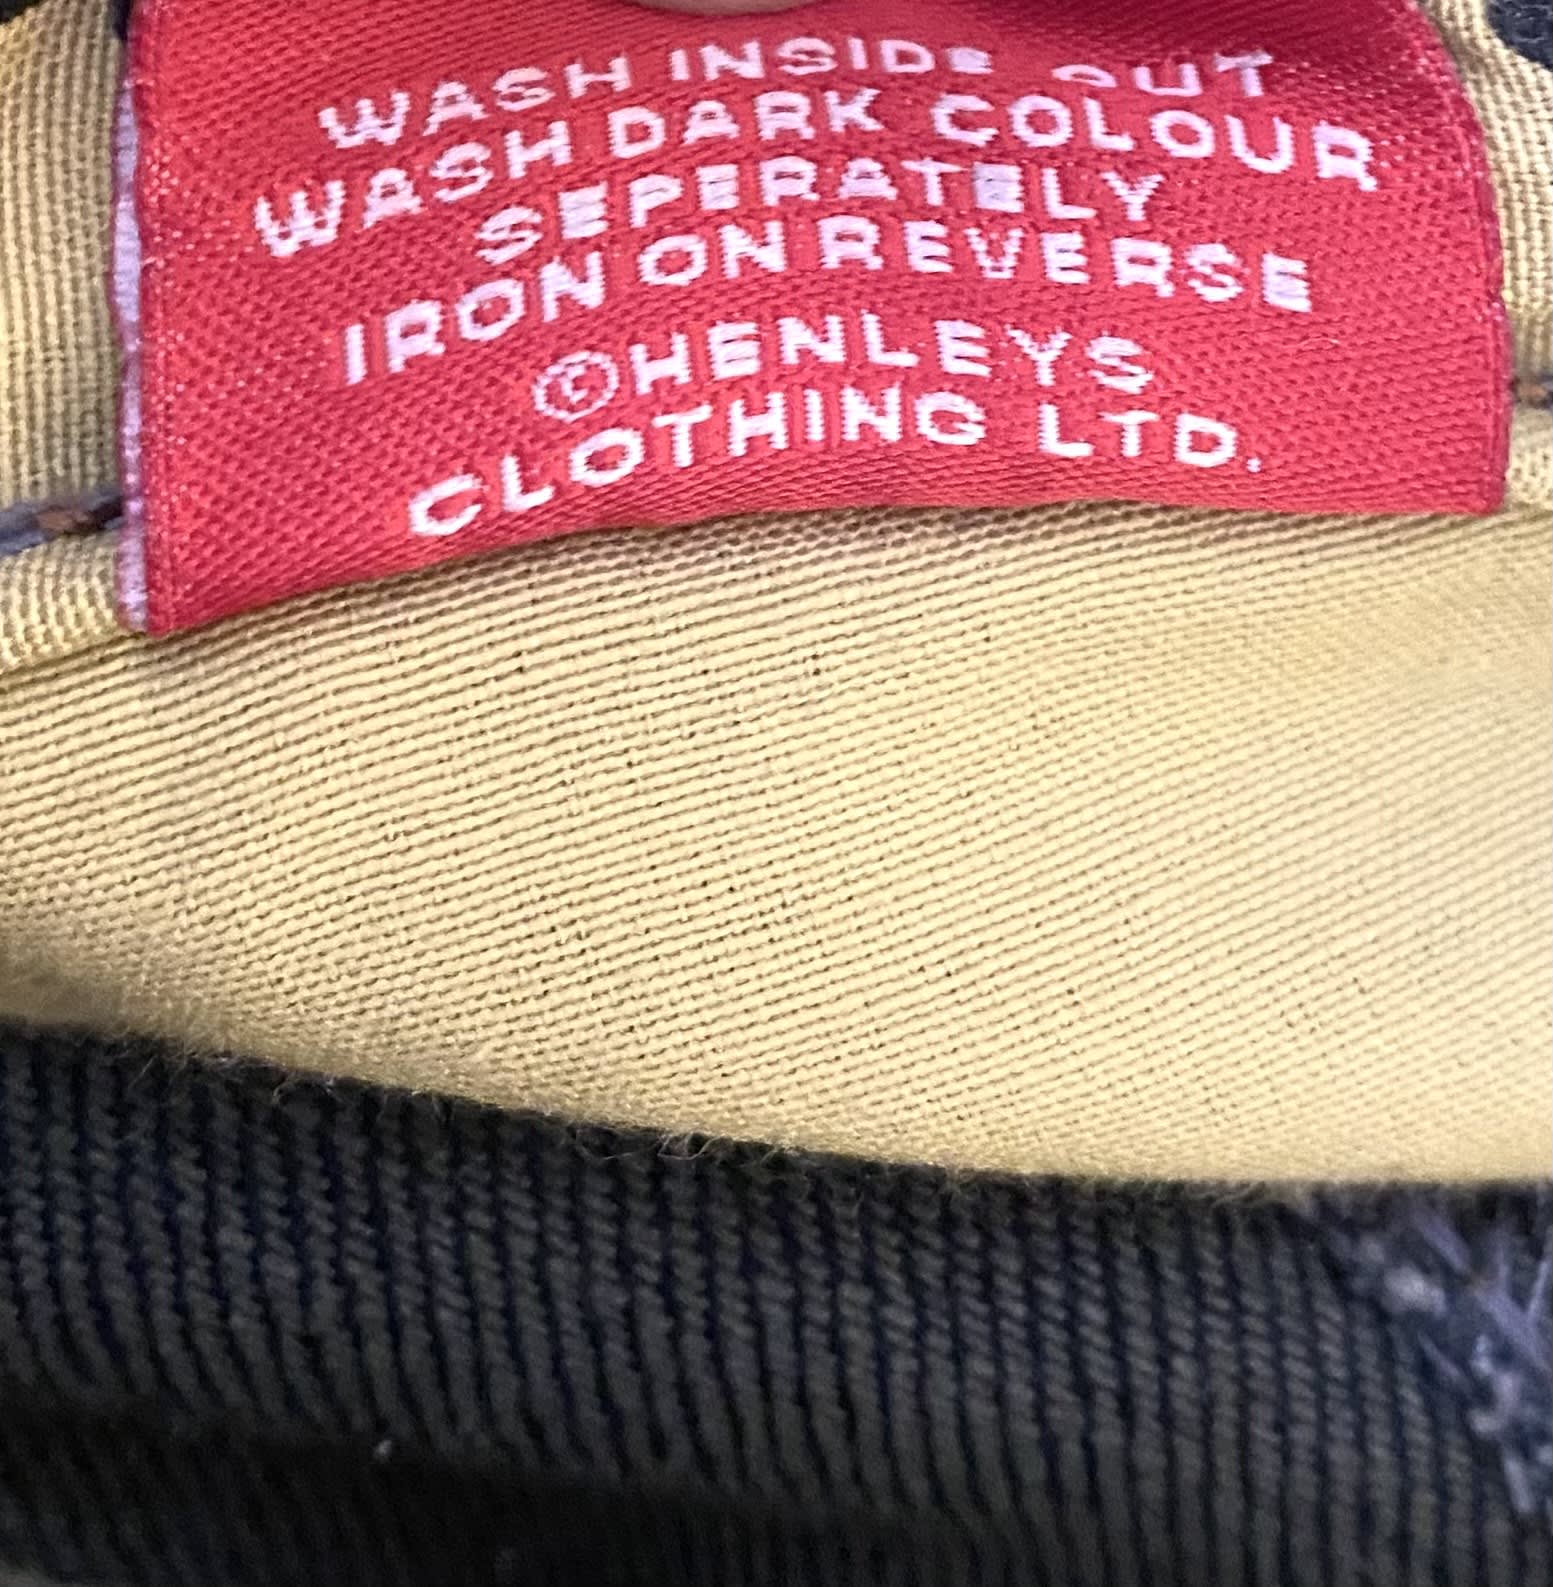 WASH INSIDE OUT
WASH DARK COLOUR
SEPERATELY
IRON ON REVERSE
©HENLEYS
CLOTHING LTD.